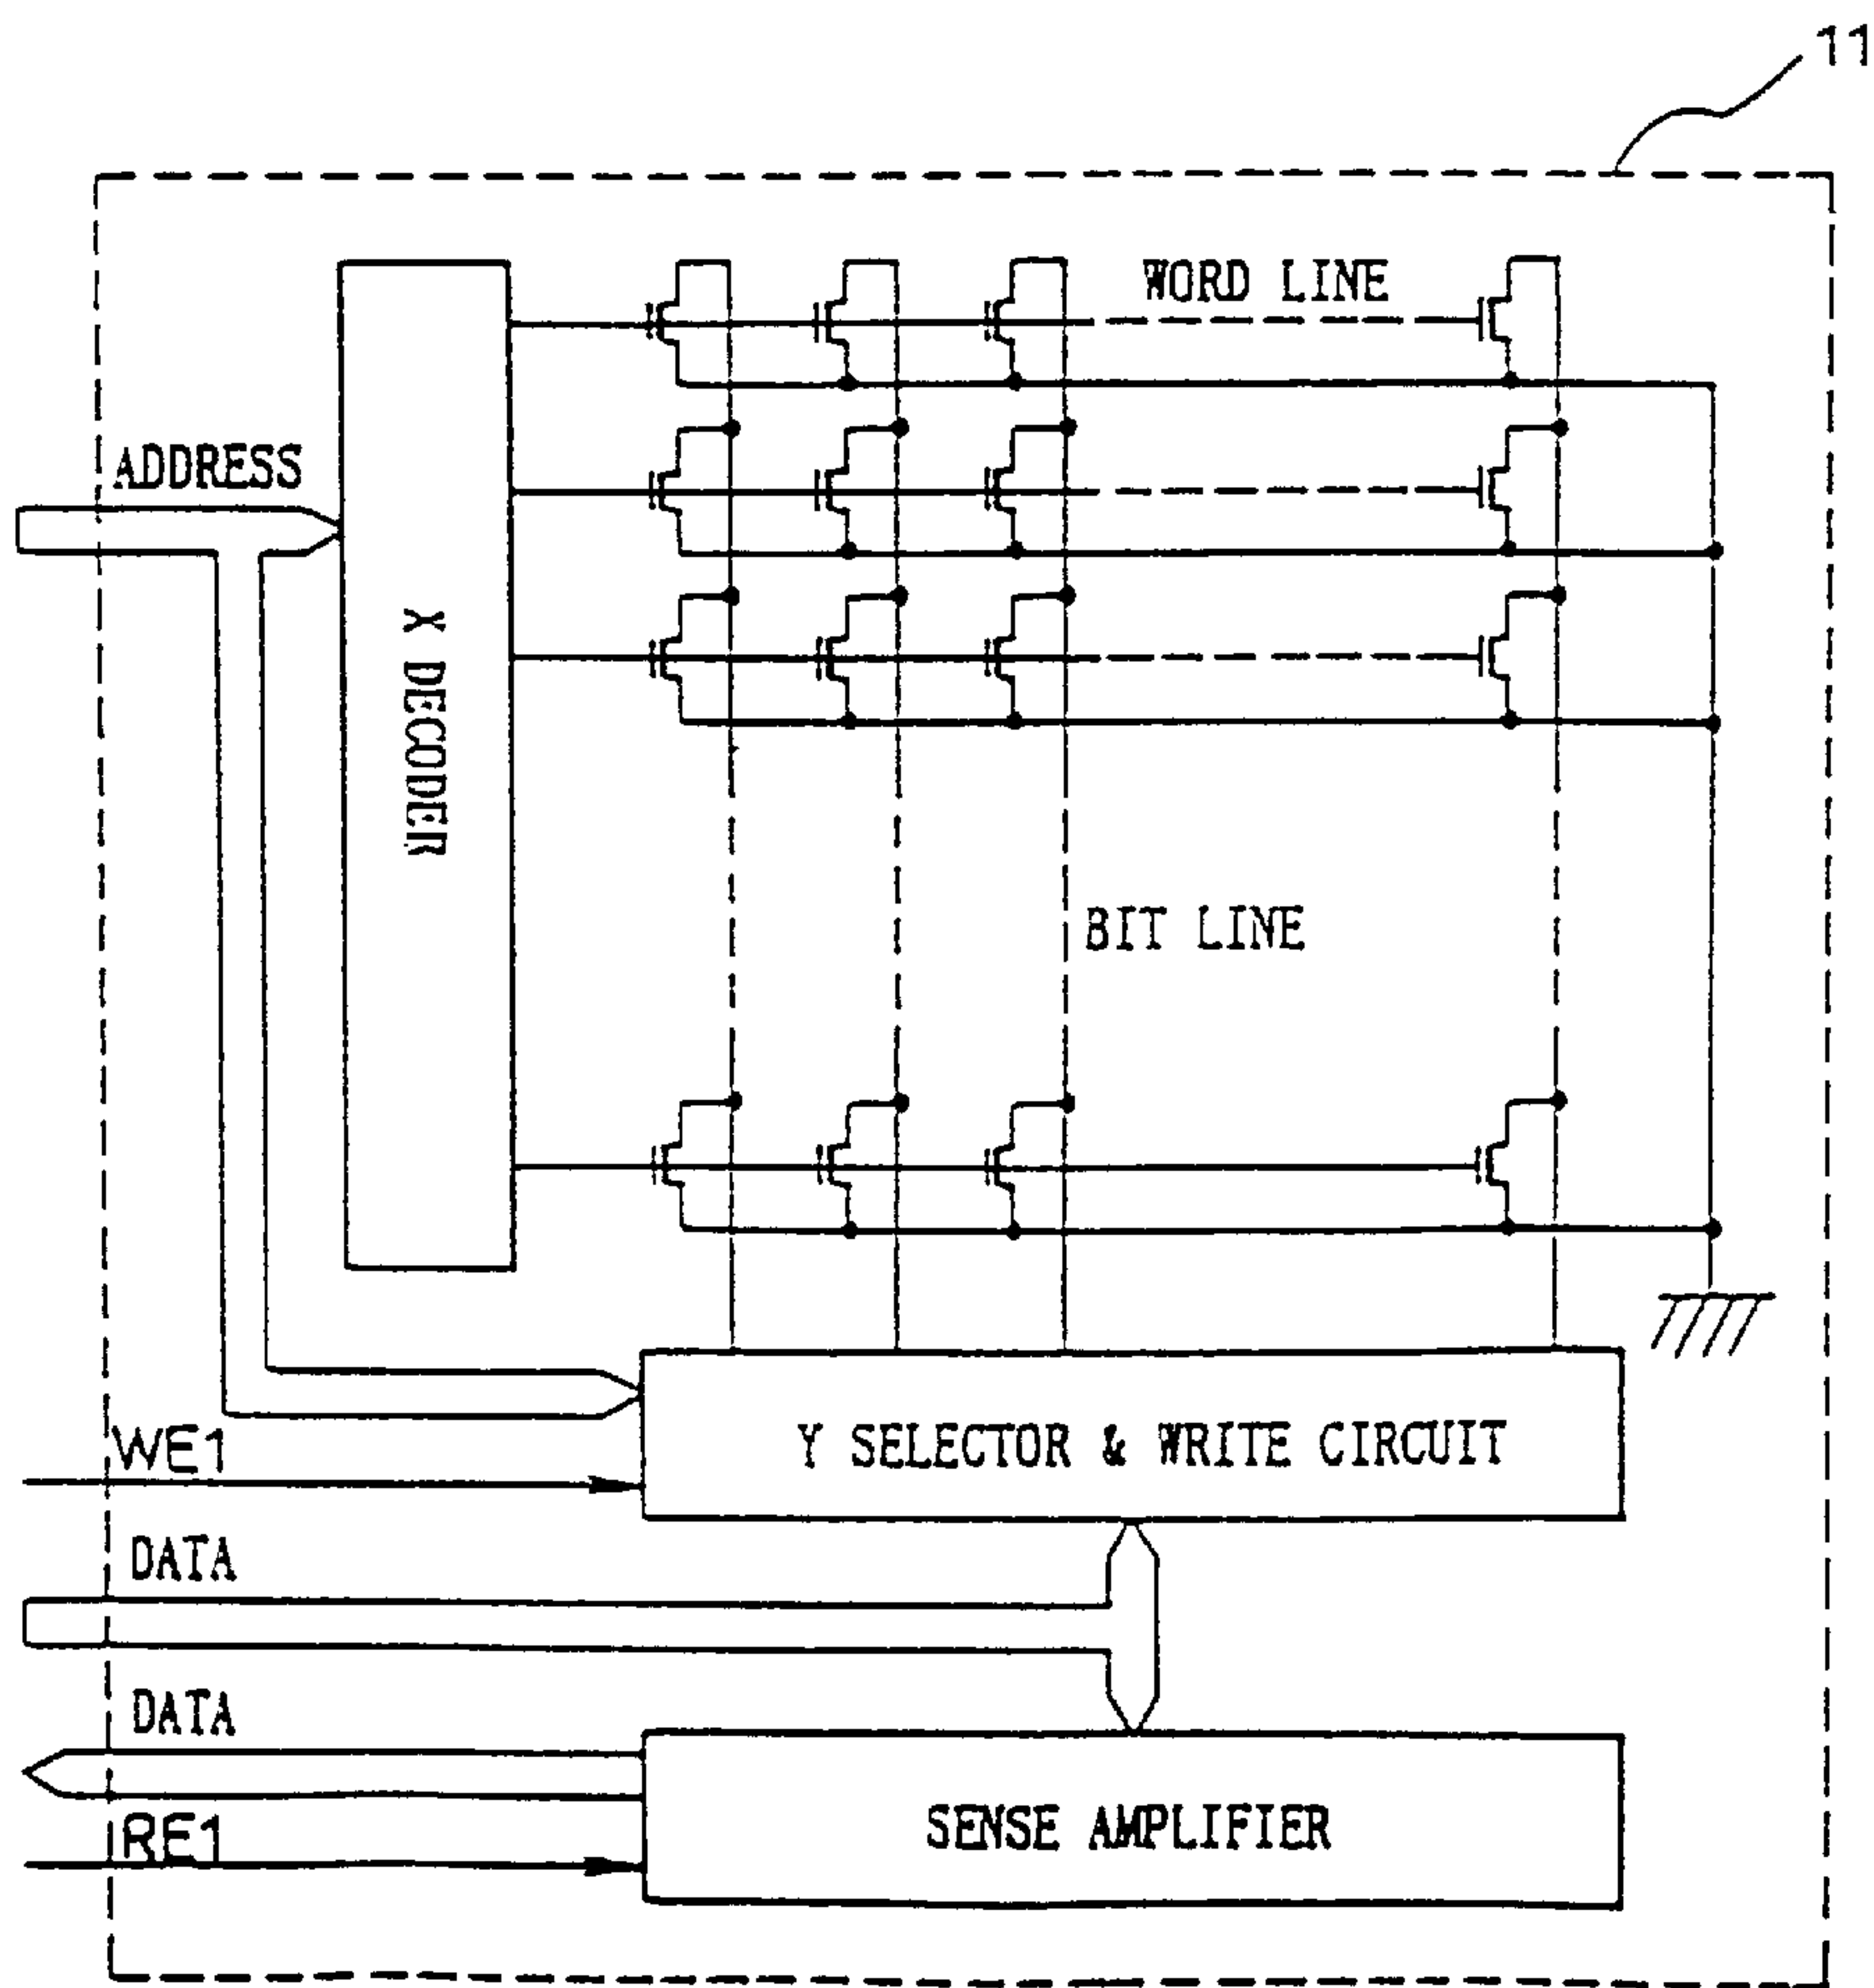 11
WORD LINE
ADDRESS
X DECODER
BIT LINE
WE1
Y SELECTOR & WRITE CIRCUIT
DATA
DATA
RE1
SENSE AMPLIFIER